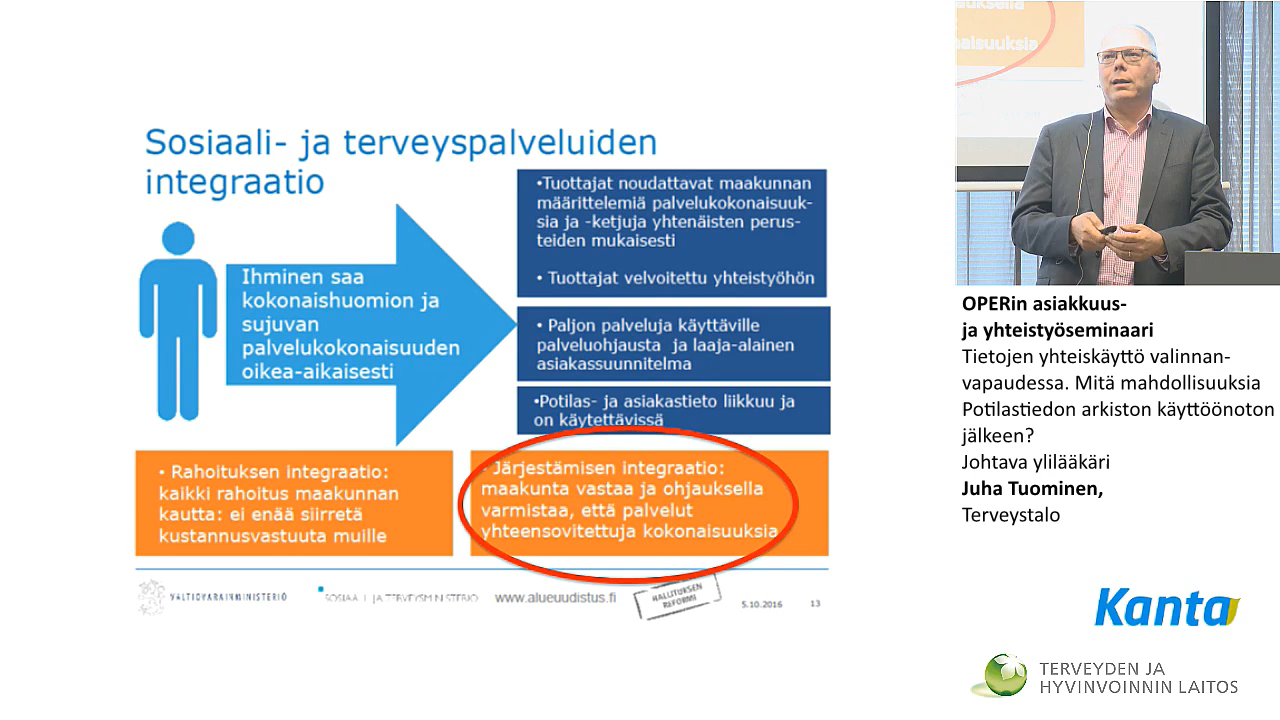 Sosiaali- ja terveyspalveluiden
integraatio
Ihminen saa
kokonaishuomion ja
sujuvan
palvelukokonaisuuden
oikea-aikaisesti
•Tuottajat noudattavat maakunnan
määrittelemiä palvelukokonaisuuk-
sia ja -ketjuja yhtenäisten perus-
teiden mukaisesti
• Tuottajat velvoitettu yhteistyöhön
• Paljon palveluja käyttäville
palveluohjausta ja laaja-alainen
asiakassuunnitelma
•Potilas- ja asiakastieto liikkuu ja
on käytettävissä
• Rahoituksen integraatio:
kaikki rahoitus maakunnan
kautta: ei enää siirretä
kustannusvastuuta muille
• Järjestämisen integraatio:
maakunta vastaa ja ohjauksella
varmistaa, että palvelut
yhteensovitettuja kokonaisuuksia
VALTIOVARAINMINISTERIÖ
SOSIAALI- JA TERVEYSMINISTERIÖ
www.alueuudistus.fi
HALLITUKSEN
REFORMI
5.10.2016
13
OPERin asiakkuus-
ja yhteistyöseminaari
Tietojen yhteiskäyttö valinnan-
vapaudessa. Mitä mahdollisuuksia
Potilastiedon arkiston käyttöönoton
jälkeen?
Johtava ylilääkäri
Juha Tuominen,
Terveystalo
Kanta
TERVEYDEN JA
HYVINVOINNIN LAITOS